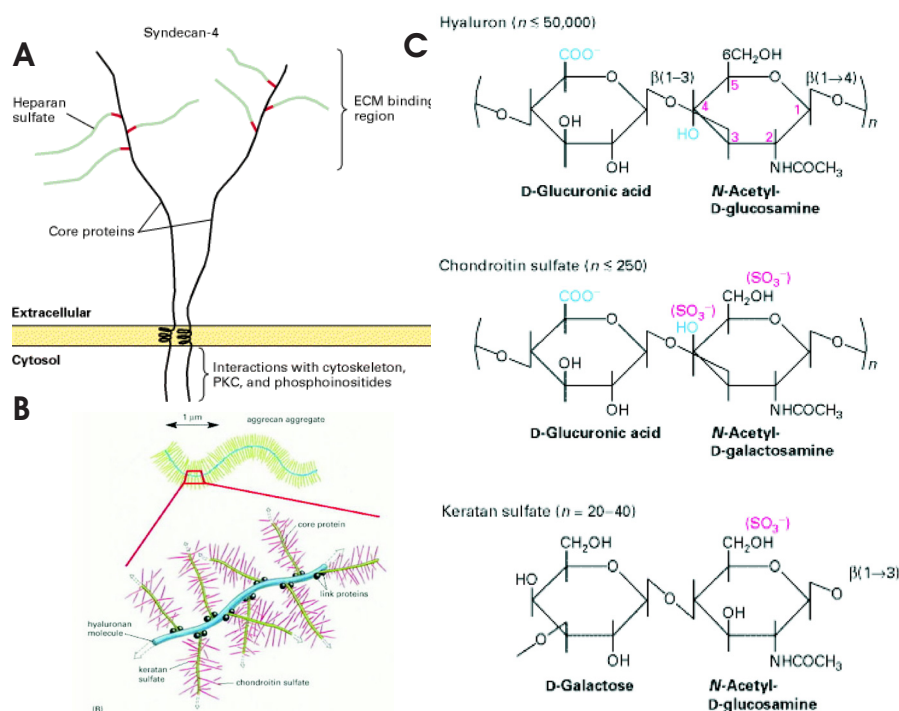 A
Syndecan-4
Heparan
sulfate
ECM binding
region
Core proteins
Extracellular
Cytosol
Interactions with cytoskeleton,
PKC, and phosphoinositides
B
1 μm
aggrecan aggregate
core protein
link proteins
hyaluronan
molecule
keratan
sulfate
chondroitin sulfate
(B)
C
Hyaluron (n ≤ 50,000)
COO⁻
6CH₂OH
β(1–3)
β(1→4)
O
O
5
O
4
1
O
n
OH
HO
3
2
OH
NHCOCH₃
D-Glucuronic acid
N-Acetyl-
D-glucosamine
Chondroitin sulfate (n ≤ 250)
(SO₃⁻)
COO⁻
(SO₃⁻)
CH₂OH
O
HO
O
O
O
O
n
OH
OH
NHCOCH₃
D-Glucuronic acid
N-Acetyl-
D-galactosamine
Keratan sulfate (n = 20–40)
(SO₃⁻)
CH₂OH
CH₂OH
β(1→3)
HO
O
O
O
O
OH
O
OH
NHCOCH₃
D-Galactose
N-Acetyl-
D-glucosamine